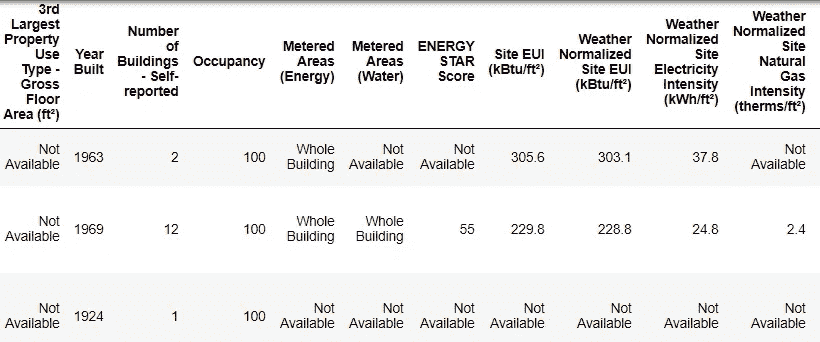 3rd Largest Property Use Type - Gross Floor Area (ft²) Year Built Number of Buildings - Self-reported Occupancy Metered Areas (Energy) Metered Areas (Water) ENERGY STAR Score Site EUI (kBtu/ft²) Weather Normalized Site EUI (kBtu/ft²) Weather Normalized Site Electricity Intensity (kWh/ft²) Weather Normalized Site Natural Gas Intensity (therms/ft²)
Not Available 1963 2 100 Whole Building Not Available Not Available 305.6 303.1 37.8 Not Available
Not Available 1969 12 100 Whole Building Whole Building 55 229.8 228.8 24.8 2.4
Not Available 1924 1 100 Not Available Not Available Not Available Not Available Not Available Not Available Not Available